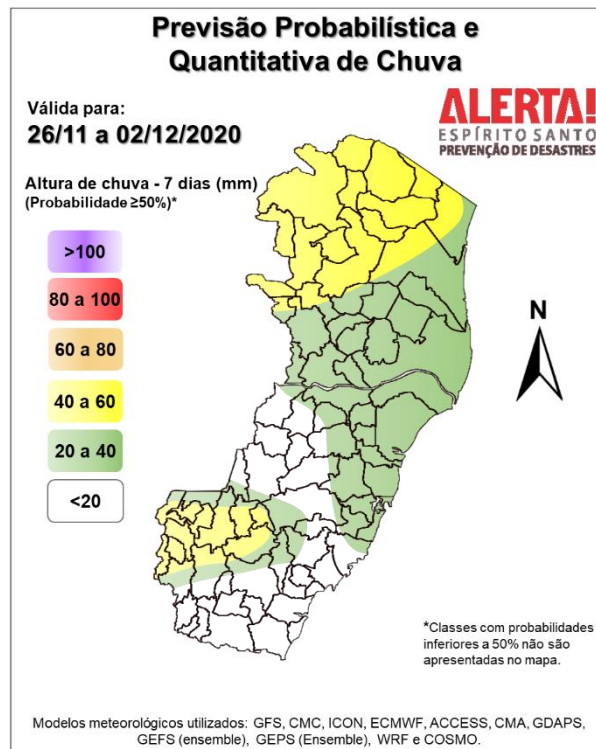 Previsão Probabilística e
Quantitativa de Chuva
Válida para:
26/11 a 02/12/2020
ALERTA!
ESPÍRITO SANTO
PREVENÇÃO DE DESASTRES
Altura de chuva - 7 dias (mm)
(Probabilidade ≥50%)*
>100
80 a 100
60 a 80
40 a 60
20 a 40
<20
N
*Classes com probabilidades
inferiores a 50% não são
apresentadas no mapa.
Modelos meteorológicos utilizados: GFS, CMC, ICON, ECMWF, ACCESS, CMA, GDAPS,
GEFS (ensemble), GEPS (Ensemble), WRF e COSMO.